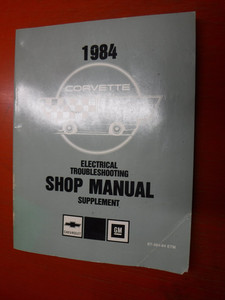 1984
CORVETTE
ELECTRICAL
TROUBLESHOOTING
SHOP MANUAL
SUPPLEMENT
GM